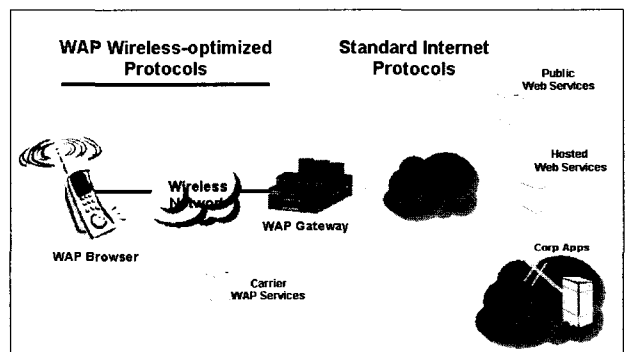 WAP Wireless-optimized
Protocols
Standard Internet
Protocols
Public
Web Services
Hosted
Web Services
Wireless
Network
WAP Gateway
WAP Browser
Corp Apps
Carrier
WAP Services